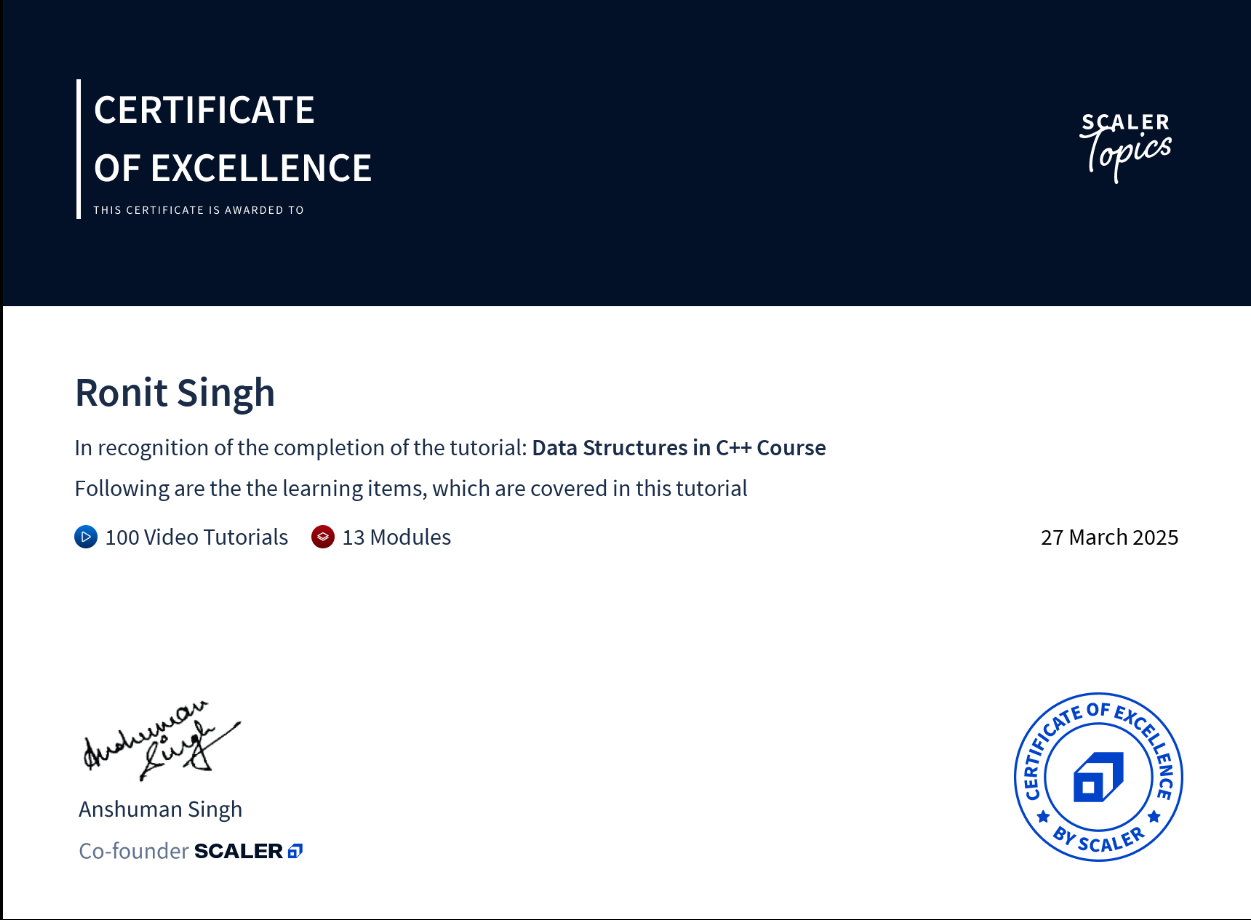 CERTIFICATE
OF EXCELLENCE
THIS CERTIFICATE IS AWARDED TO
SCALER
Topics
Ronit Singh
In recognition of the completion of the tutorial: Data Structures in C++ Course
Following are the the learning items, which are covered in this tutorial
100 Video Tutorials 13 Modules
27 March 2025
Anshuman
Singh
Anshuman Singh
Co-founder SCALER
CERTIFICATE OF EXCELLENCE
BY SCALER